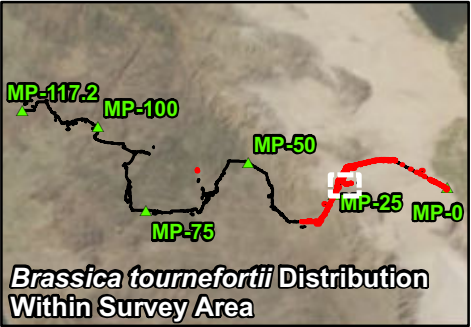 MP-117.2
MP-100
MP-50
MP-25
MP-0
MP-75
Brassica tournefortii Distribution
Within Survey Area